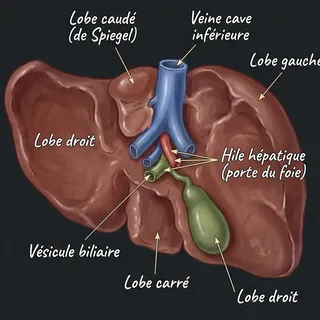 Lobe caudé
(de Spiegel)
Veine cave
inférieure
Lobe gauche
Lobe droit
Hile hépatique
(porte du foie)
Vésicule biliaire
Lobe carré
Lobe droit